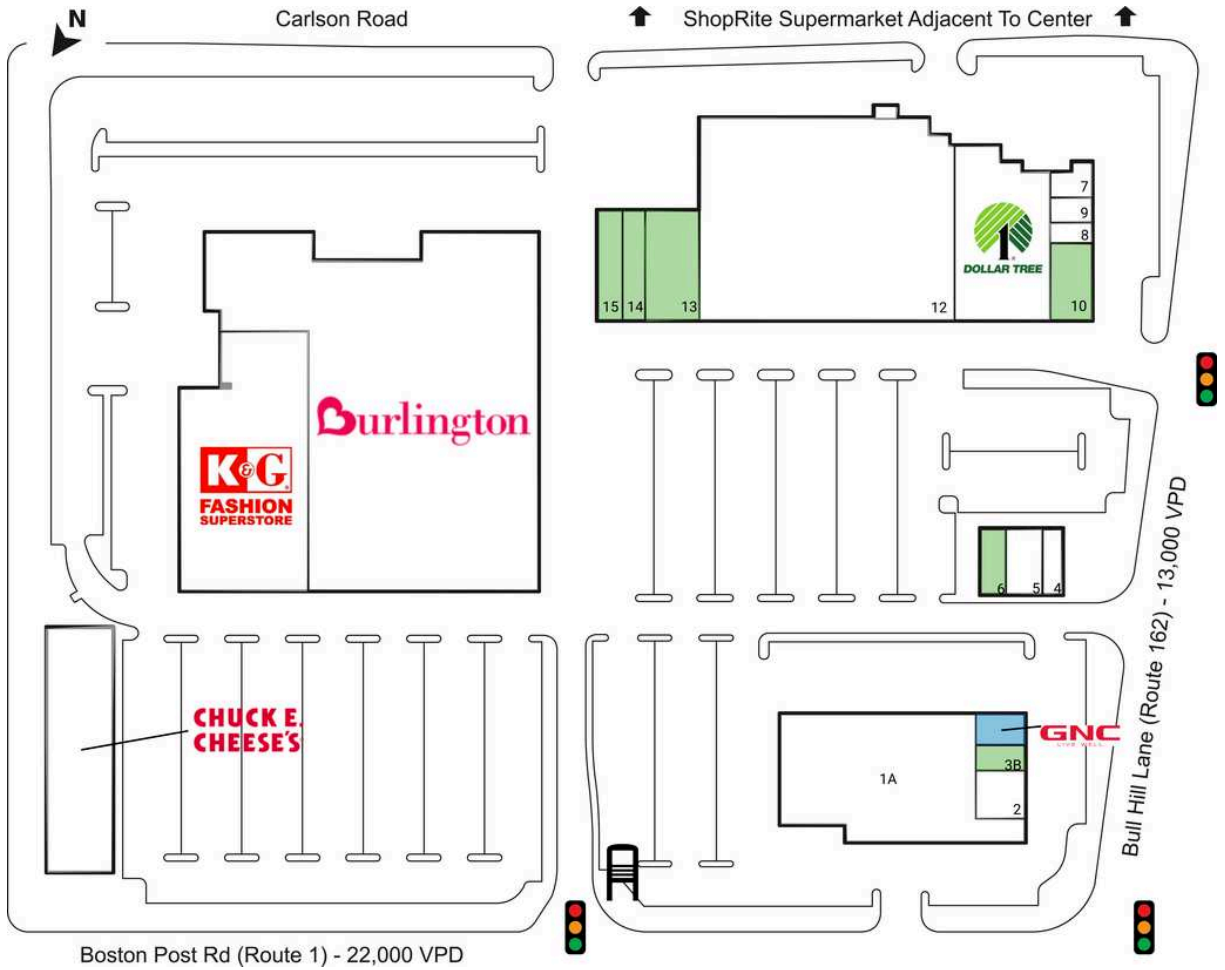 N
Carlson Road
ShopRite Supermarket Adjacent To Center
7
9
8
DOLLAR TREE
10
15
14
13
12
Burlington
K&G
FASHION
SUPERSTORE
6
5
4
Bull Hill Lane (Route 162) - 13,000 VPD
CHUCK E.
CHEESE'S
GNC
LIVE WELL
3B
1A
2
Boston Post Rd (Route 1) - 22,000 VPD